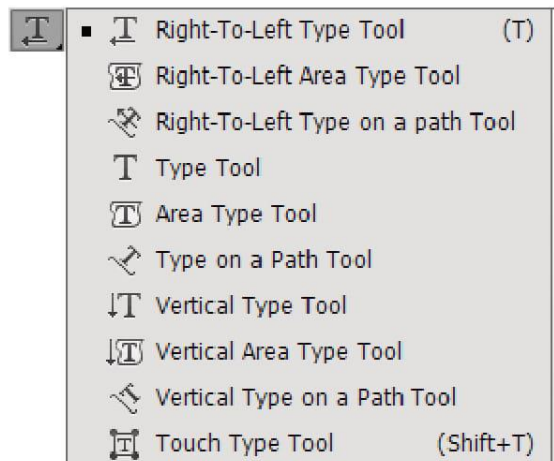 Right-To-Left Type Tool (T)
Right-To-Left Area Type Tool
Right-To-Left Type on a path Tool
Type Tool
Area Type Tool
Type on a Path Tool
Vertical Type Tool
Vertical Area Type Tool
Vertical Type on a Path Tool
Touch Type Tool (Shift+T)